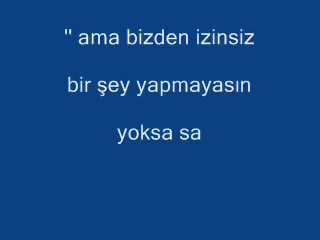 " ama bizden izinsiz
bir şey yapmayasın
yoksa sa